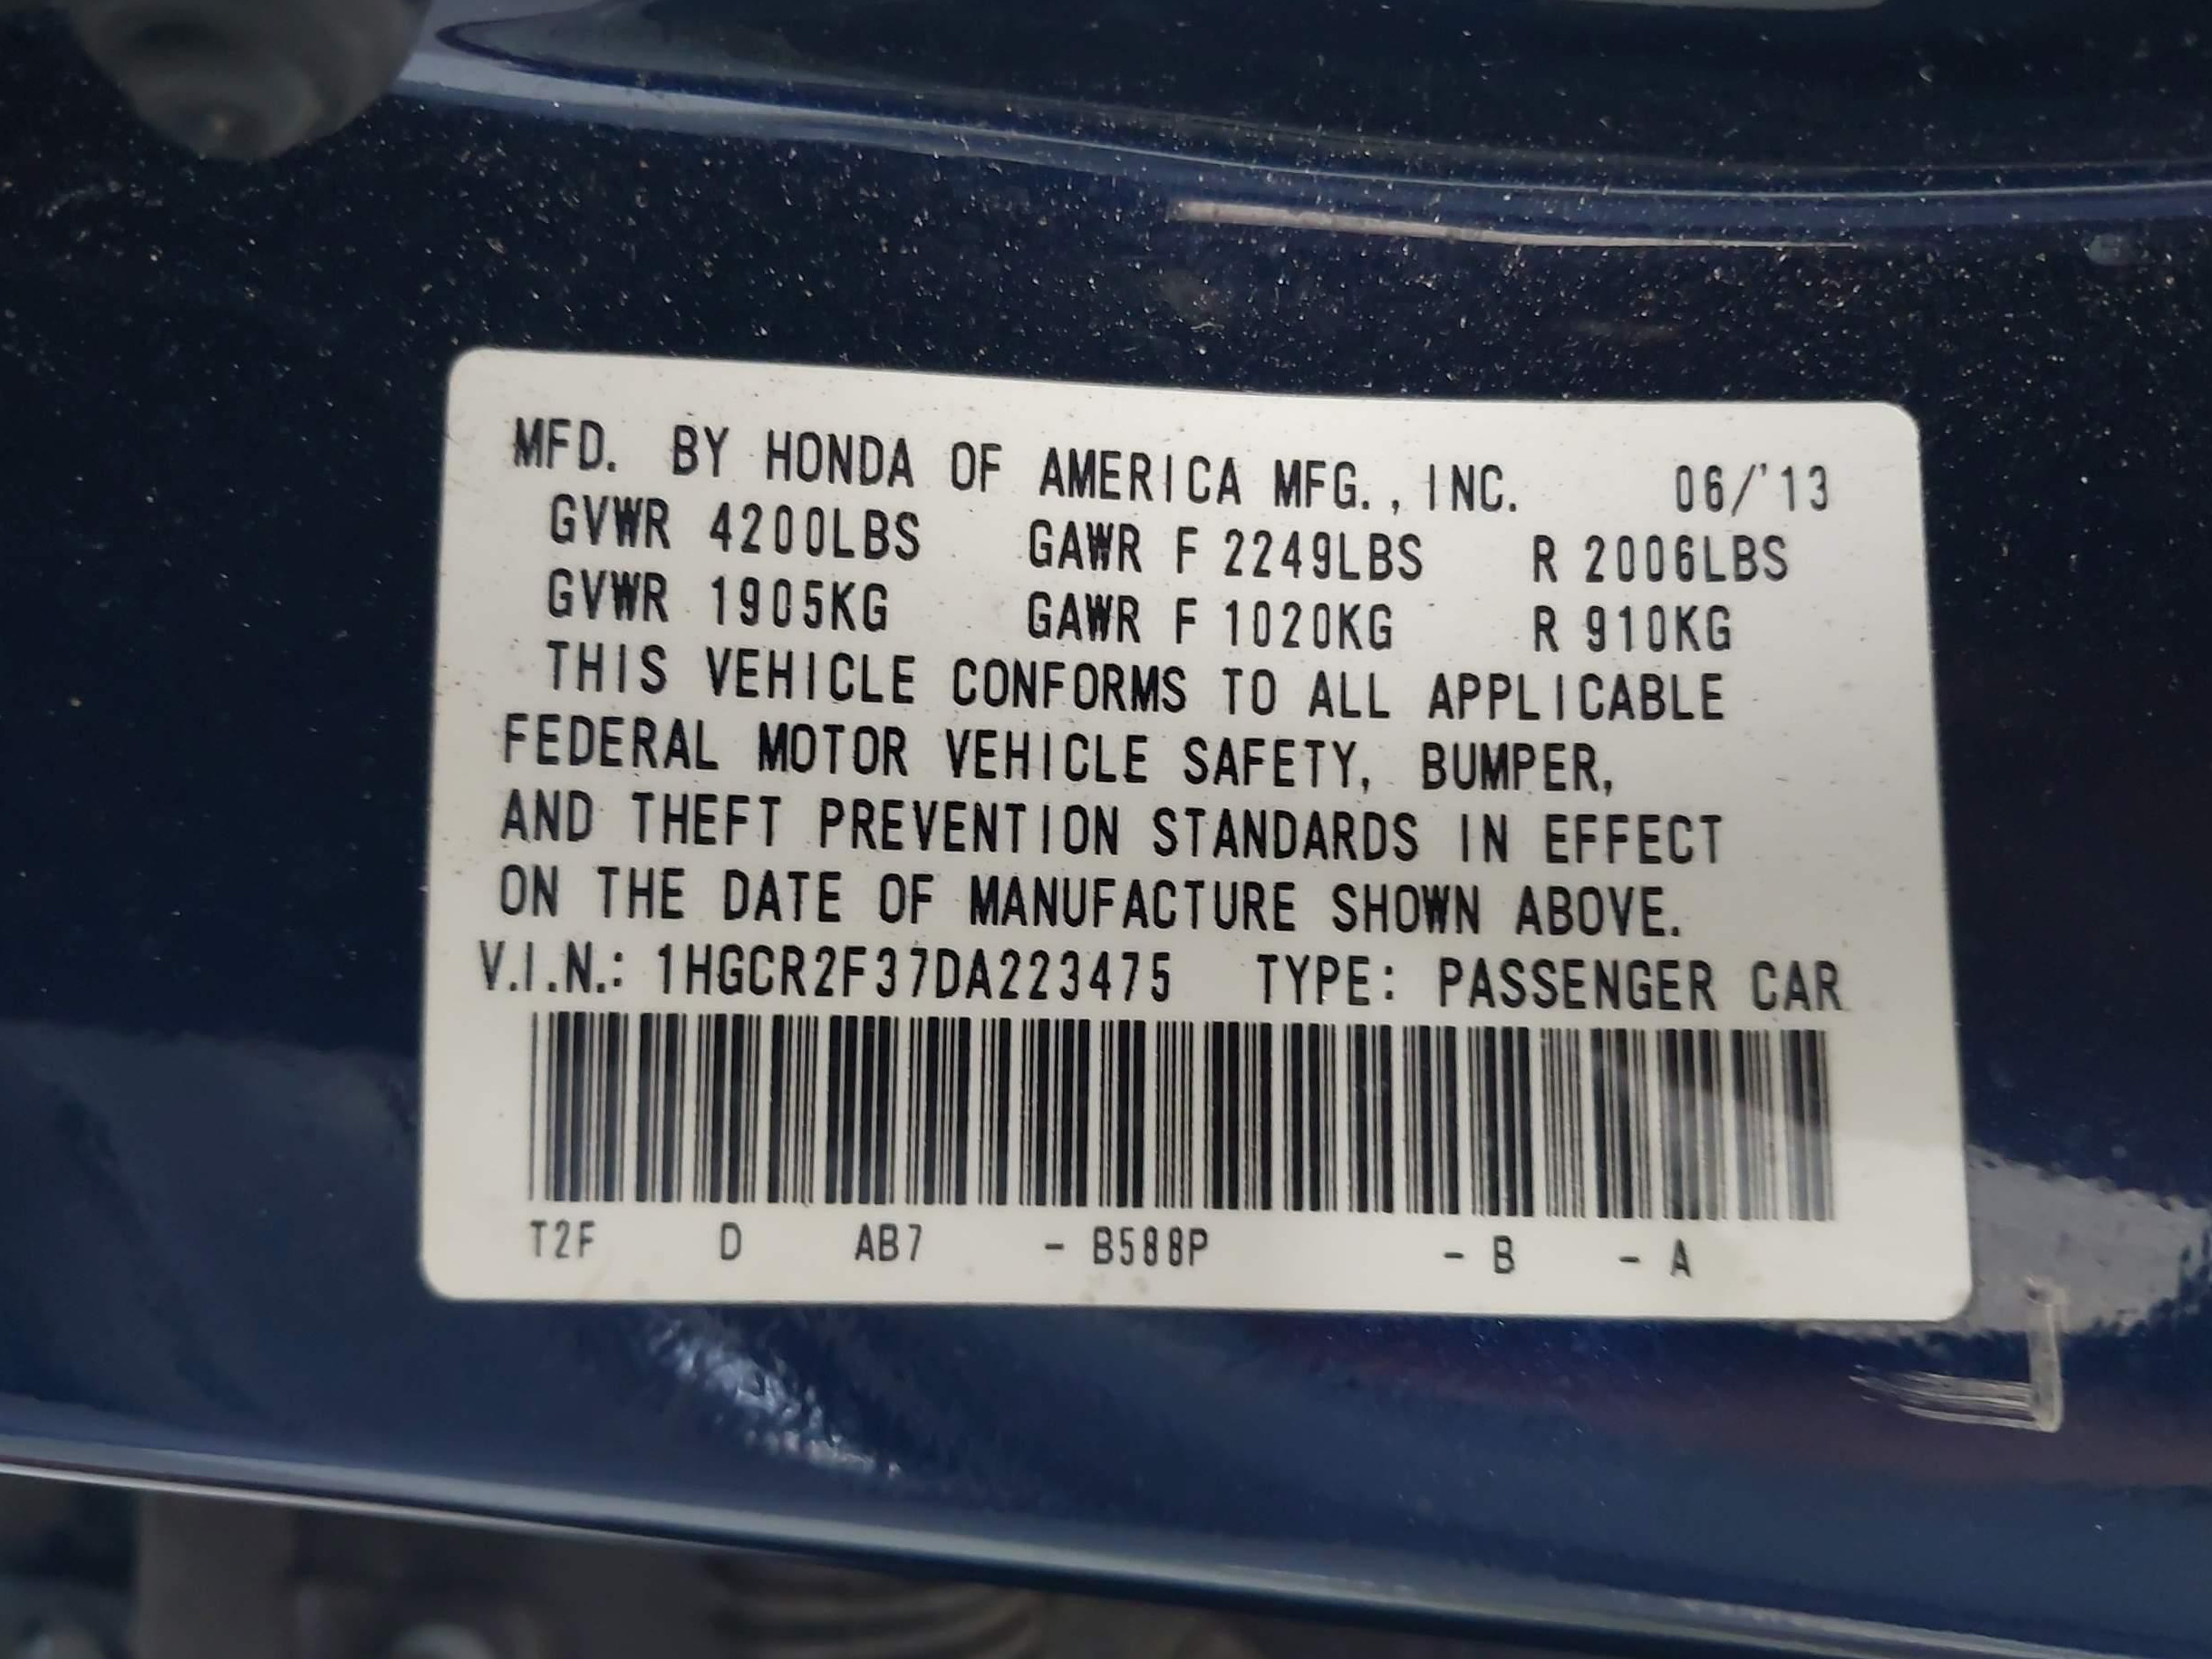 MFD. BY HONDA OF AMERICA MFG., INC. 06/'13
GVWR 4200LBS GAWR F 2249LBS R 2006LBS
GVWR 1905KG GAWR F 1020KG R 910KG
THIS VEHICLE CONFORMS TO ALL APPLICABLE
FEDERAL MOTOR VEHICLE SAFETY, BUMPER,
AND THEFT PREVENTION STANDARDS IN EFFECT
ON THE DATE OF MANUFACTURE SHOWN ABOVE.
V.I.N.: 1HGCR2F37DA223475 TYPE: PASSENGER CAR
T2F D AB7 - B588P - B - A